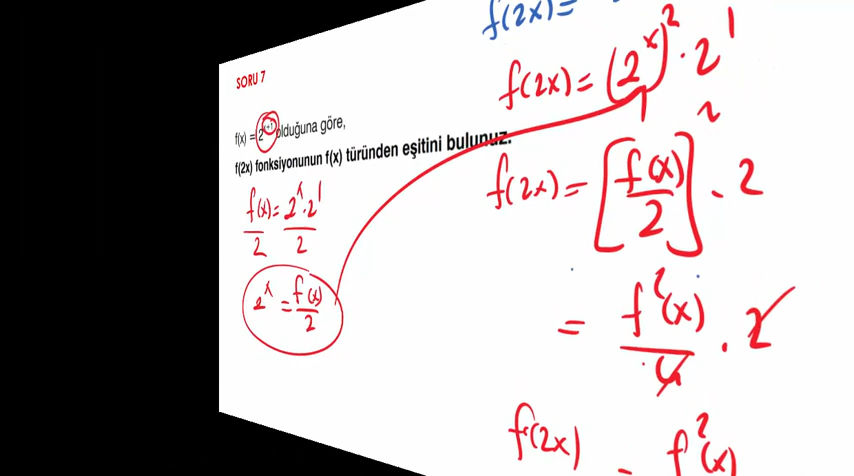 SORU 7
f(x) = 2^{x+1} olduğuna göre,
f(2x) fonksiyonunun f(x) türünden eşitini bulunuz.
f(x)/2 = 2^x · 2^1/2
2^x = f(x)/2
f(2x) =
f(2x) = (2^x)^2 · 2^1
f(2x) = [f(x)/2]^2 · 2
= f^2(x)/4 · 2
f(2x) = f^2(x)